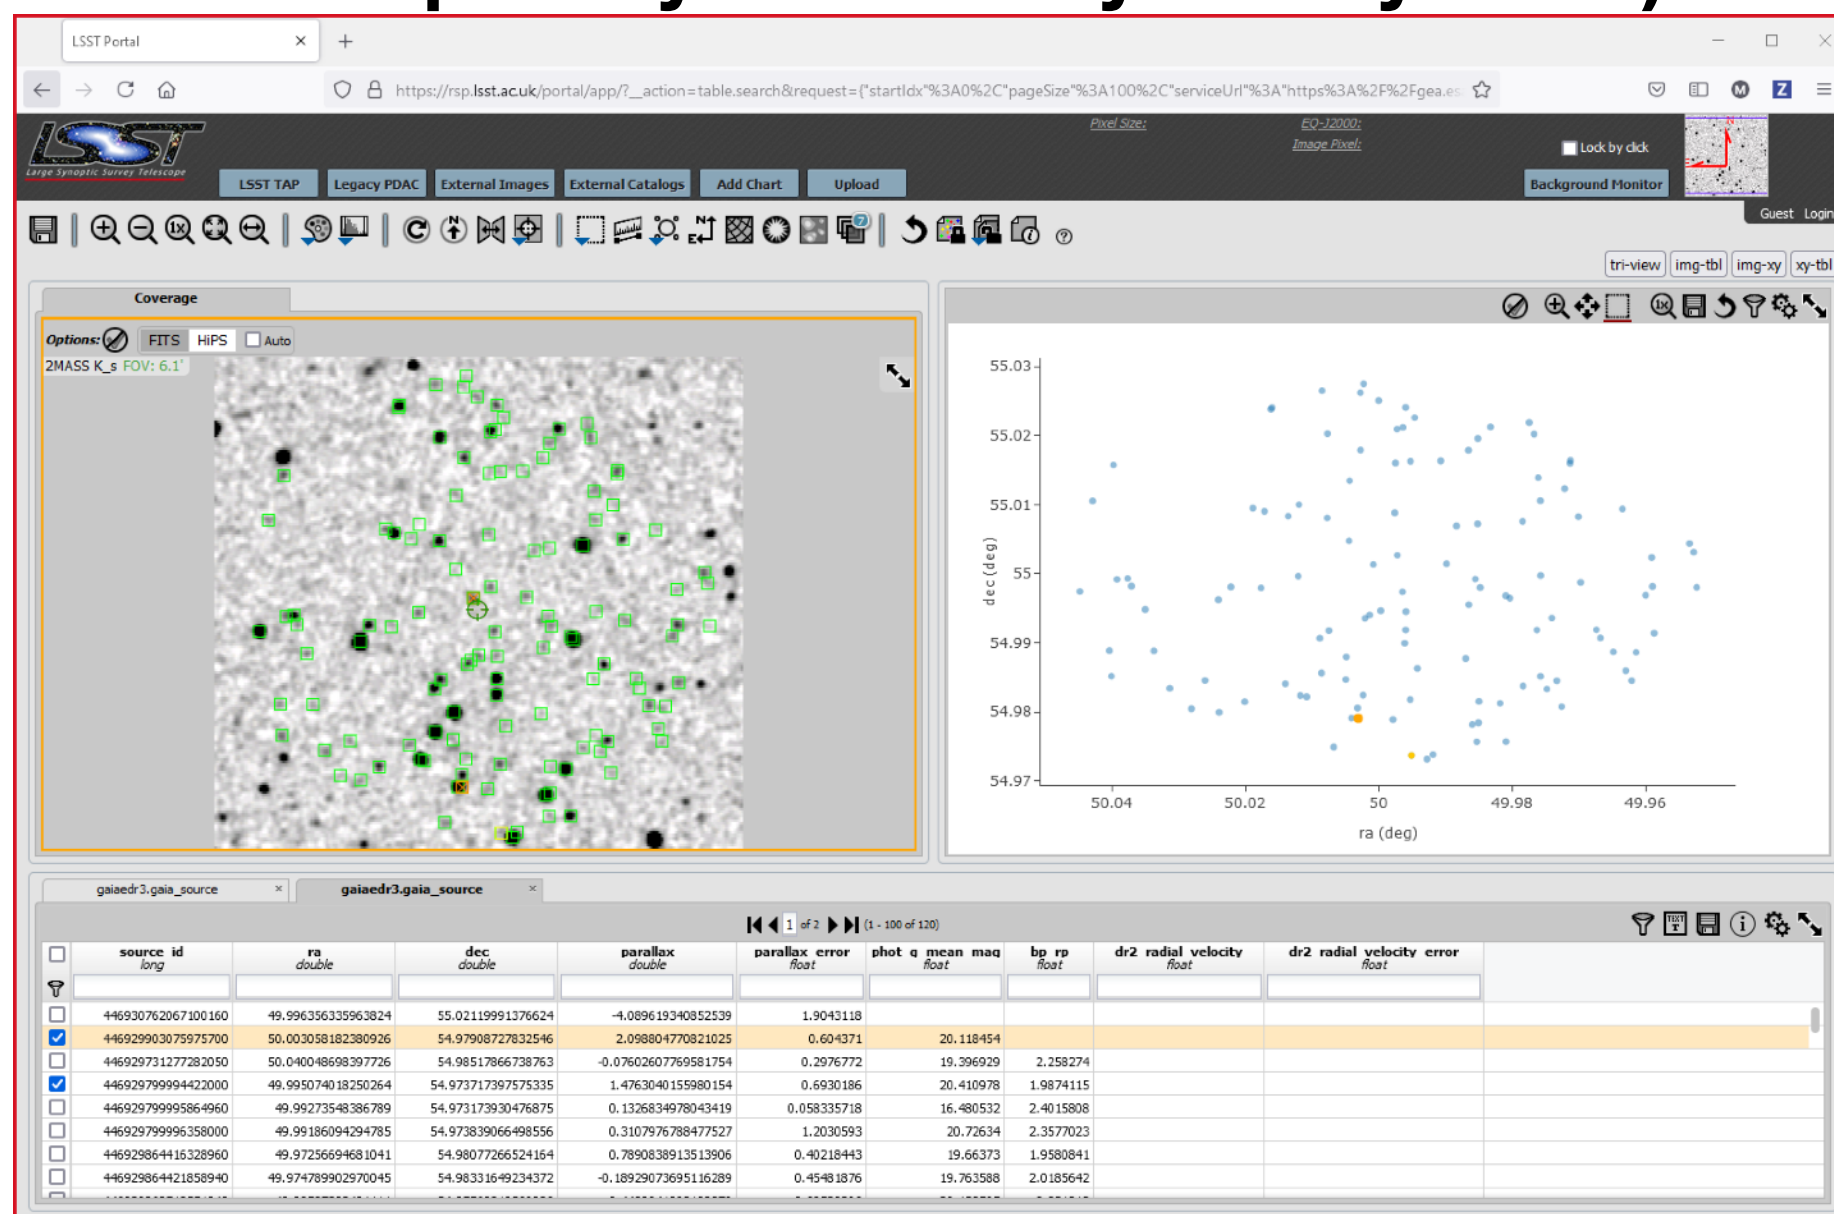 LSST Portal
https://rsp.lsst.ac.uk/portal/app/?__action=table.search&request={"startIdx"%3A0%2C"pageSize"%3A100%2C"serviceUrl"%3A"https%3A%2F%2Fgea.es
LSST
Large Synoptic Survey Telescope
Pixel Size:
EQ-J2000:
Image Pixel:
Lock by click
LSST TAP
Legacy PDAC
External Images
External Catalogs
Add Chart
Upload
Background Monitor
Guest Login
tri-view img-tbl img-xy xy-tbl
Coverage
Options: FITS HiPS Auto
2MASS K_s FOV: 6.1'
55.03
55.02
55.01
55
54.99
54.98
54.97
dec (deg)
50.04 50.02 50 49.98 49.96
ra (deg)
gaiaedr3.gaia_source × gaiaedr3.gaia_source ×
1 of 2 (1 - 100 of 120)
source_id ra dec parallax parallax_error phot_g_mean_mag bp_rp dr2_radial_velocity dr2_radial_velocity_error
long double double double float float float float float
446930762067100160 49.996356335963824 55.02119991376624 -4.089619340852539 1.9043118
446929903075975700 50.003058182380926 54.97908727832546 2.098804770821025 0.604371 20.118454
446929731277282050 50.040048698397726 54.98517866738763 -0.07602607769581754 0.2976772 19.396929 2.258274
446929799994422000 49.995074018250264 54.973717397575335 1.4763040155980154 0.6930186 20.410978 1.9874115
446929799995864960 49.99273548386789 54.973173930476875 0.1326834978043419 0.058335718 16.480532 2.4015808
446929799996358000 49.99186094294785 54.973839066498556 0.3107976788477527 1.2030593 20.72634 2.3577023
446929864416328960 49.97256694681041 54.98077266524164 0.7890838913513906 0.40218443 19.66373 1.9580841
446929864421858940 49.974789902970045 54.98331649234372 -0.18929073695116289 0.45481876 19.763588 2.0185642